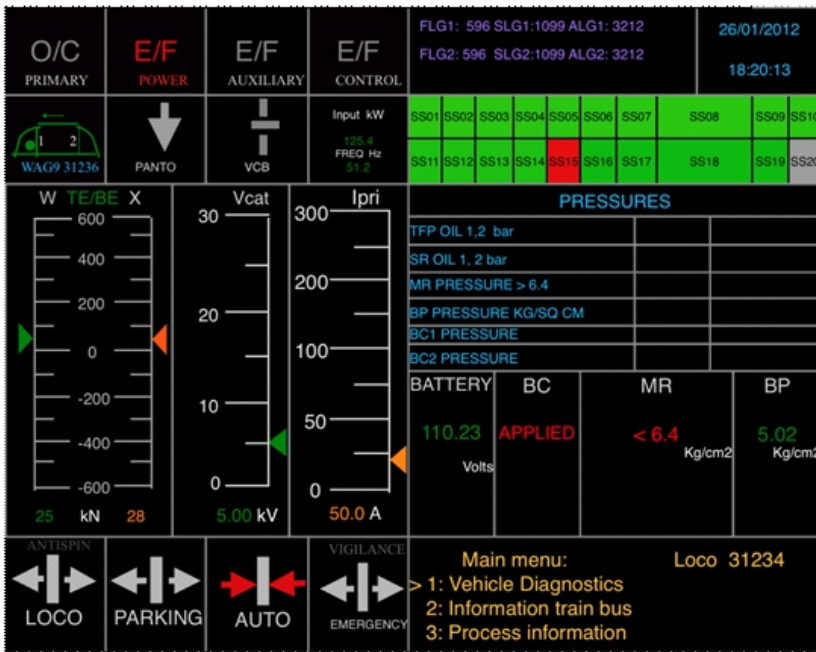 O/C
PRIMARY
E/F
POWER
E/F
AUXILIARY
E/F
CONTROL
FLG1: 596 SLG1:1099 ALG1: 3212
FLG2: 596 SLG2:1099 ALG2: 3212
26/01/2012
18:20:13
1 2
WAG9 31236
PANTO
VCB
Input kW
125.4
FREQ Hz
51.2
SS01 SS02 SS03 SS04 SS05 SS06 SS07 SS08 SS09 SS10
SS11 SS12 SS13 SS14 SS15 SS16 SS17 SS18 SS19 SS20
W TE/BE X
600
400
200
0
-200
-400
-600
25 kN 28
Vcat
30
20
10
0
5.00 kV
Ipri
300
200
100
50
0
50.0 A
PRESSURES
TFP OIL 1,2 bar
SR OIL 1, 2 bar
MR PRESSURE > 6.4
BP PRESSURE KG/SQ CM
BC1 PRESSURE
BC2 PRESSURE
BATTERY
110.23
Volts
BC
APPLIED
MR
< 6.4
Kg/cm2
BP
5.02
Kg/cm2
ANTISPIN
LOCO
PARKING
AUTO
VIGILANCE
EMERGENCY
Main menu: Loco 31234
> 1: Vehicle Diagnostics
2: Information train bus
3: Process information